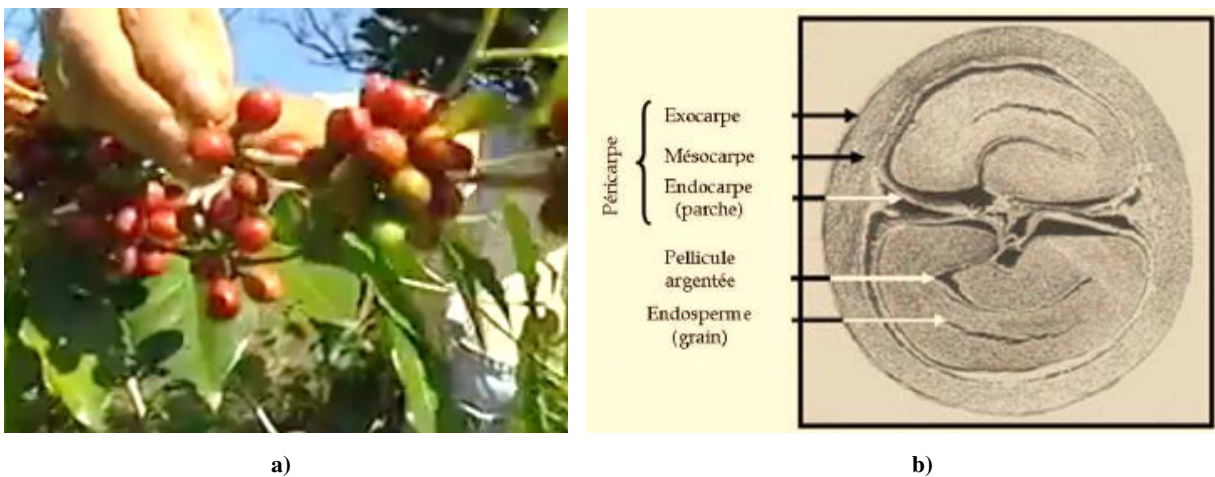 Péricarpe
Exocarpe
Mésocarpe
Endocarpe
(parche)
Pellicule
argentée
Endosperme
(grain)
a)
b)